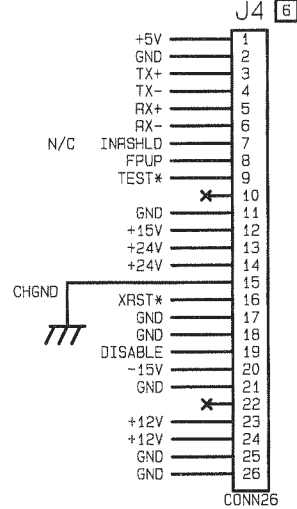 J4 6
+5V 1
GND 2
TX+ 3
TX- 4
RX+ 5
RX- 6
N/C INRSHLD 7
FPUP 8
TEST* 9
10
GND 11
+15V 12
+24V 13
+24V 14
CHGND 15
XRST* 16
GND 17
GND 18
DISABLE 19
-15V 20
GND 21
22
+12V 23
+12V 24
GND 25
GND 26
CONN26